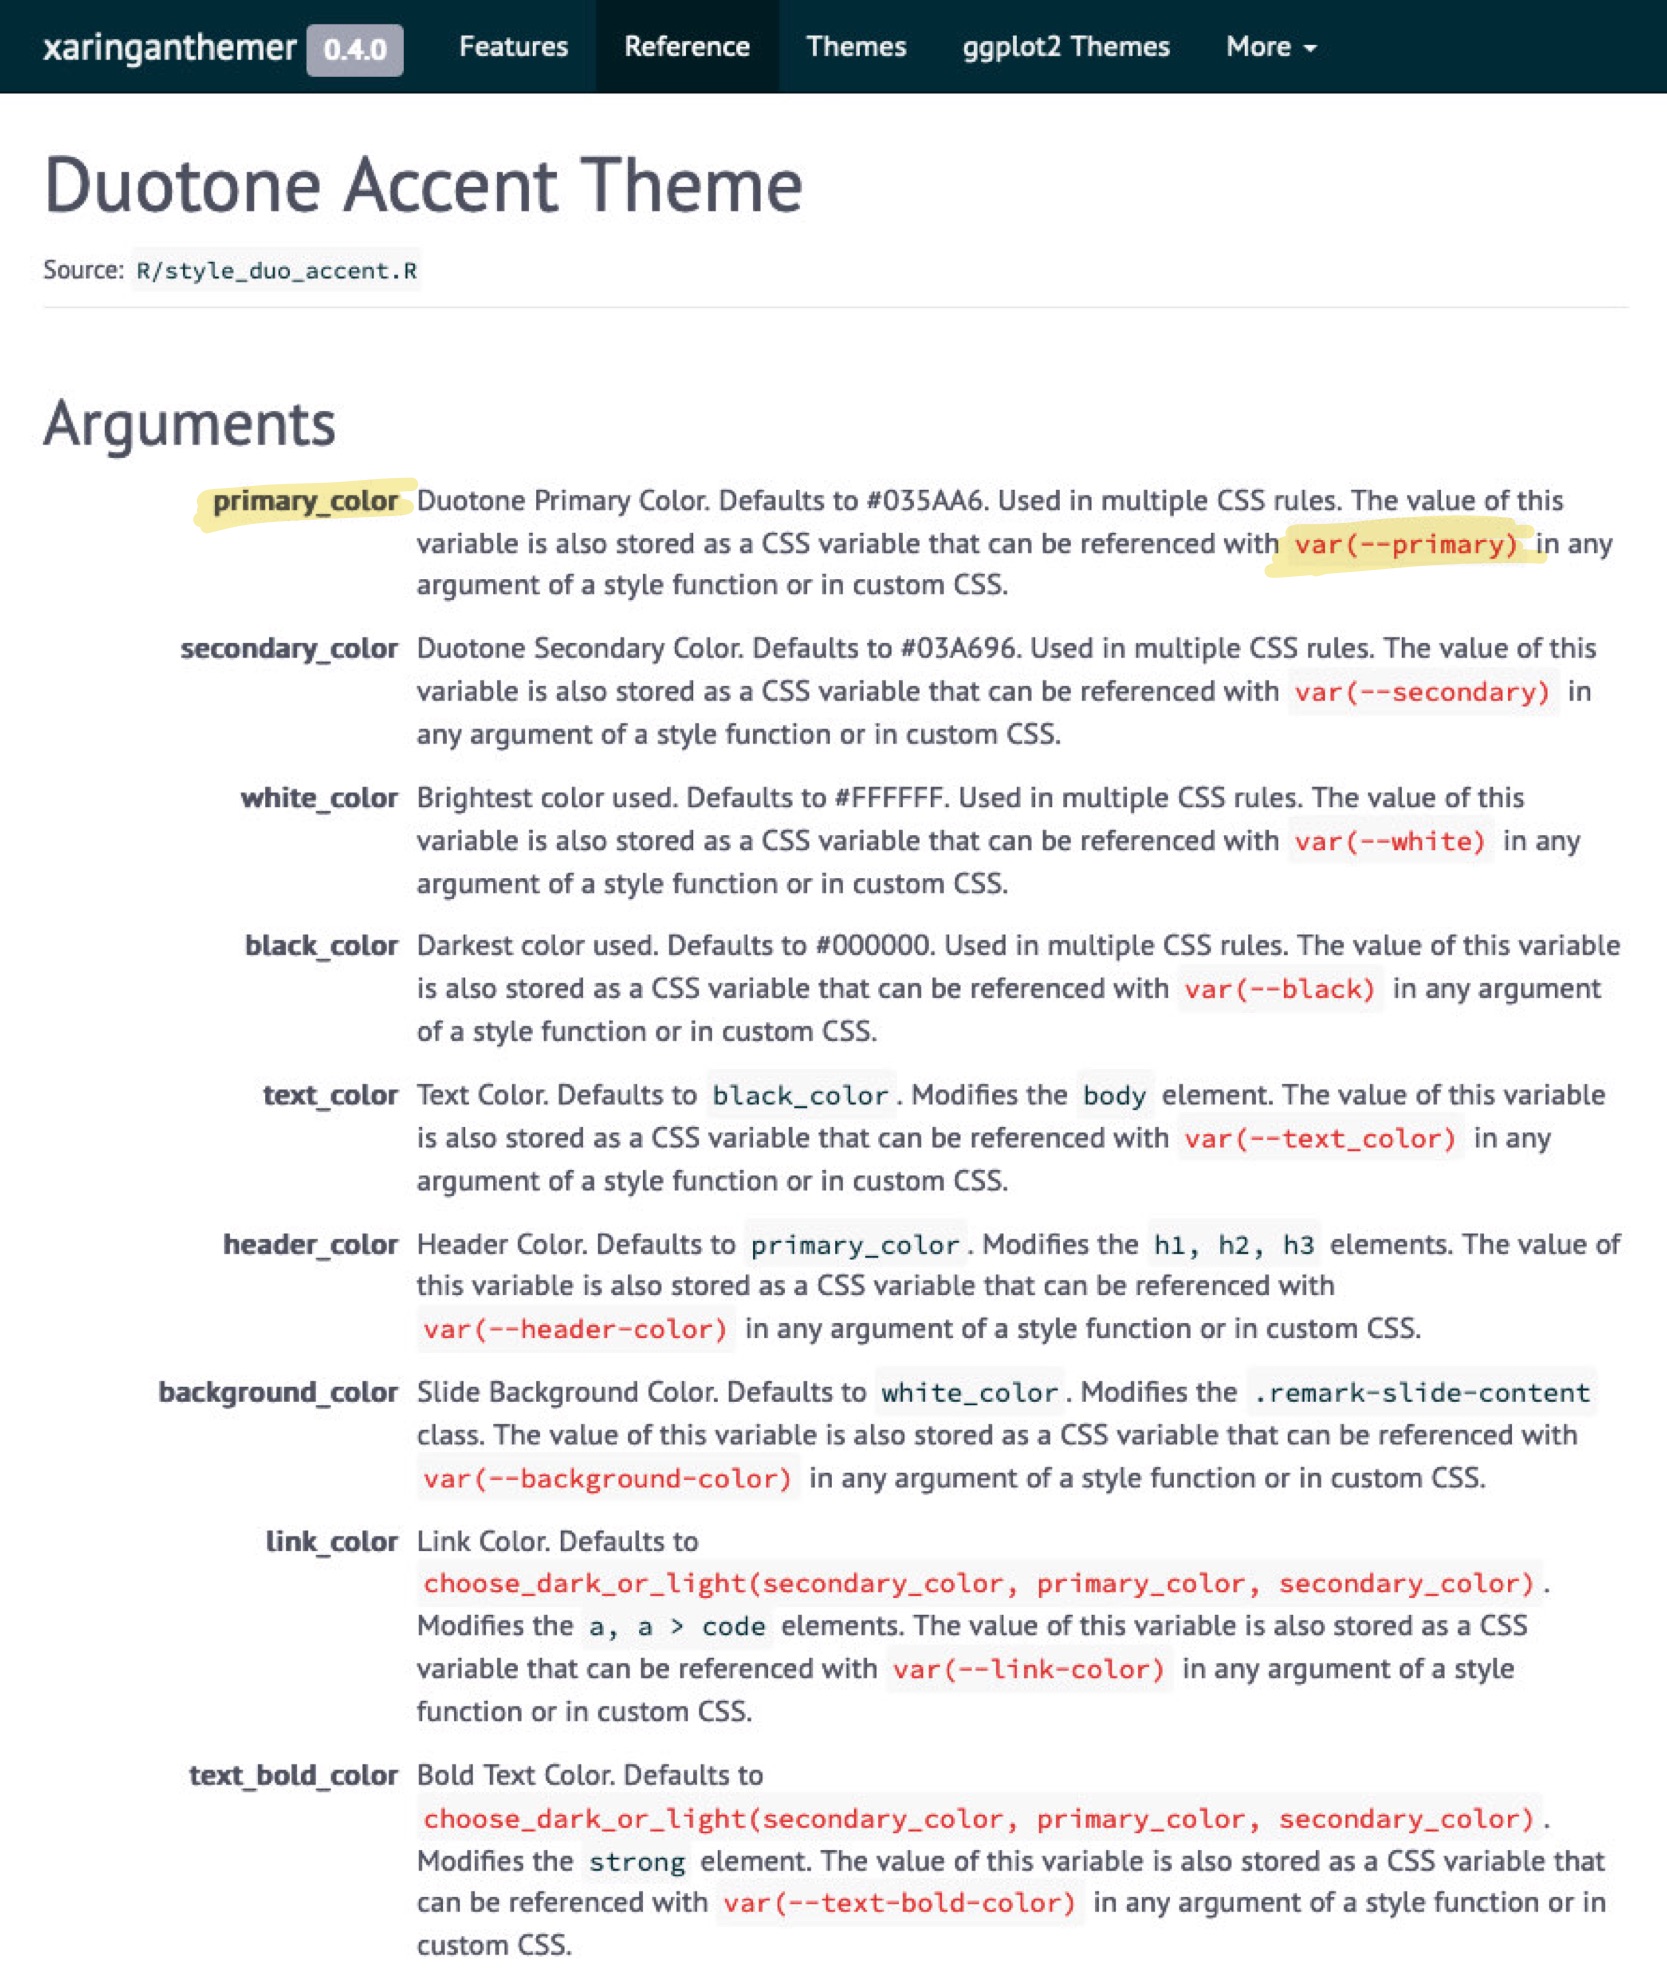 xaringanthemer 0.4.0 Features Reference Themes ggplot2 Themes More
Duotone Accent Theme
Source: R/style_duo_accent.R
Arguments
primary_color Duotone Primary Color. Defaults to #035AA6. Used in multiple CSS rules. The value of this
variable is also stored as a CSS variable that can be referenced with var(--primary) in any
argument of a style function or in custom CSS.
secondary_color Duotone Secondary Color. Defaults to #03A696. Used in multiple CSS rules. The value of this
variable is also stored as a CSS variable that can be referenced with var(--secondary) in
any argument of a style function or in custom CSS.
white_color Brightest color used. Defaults to #FFFFFF. Used in multiple CSS rules. The value of this
variable is also stored as a CSS variable that can be referenced with var(--white) in any
argument of a style function or in custom CSS.
black_color Darkest color used. Defaults to #000000. Used in multiple CSS rules. The value of this variable
is also stored as a CSS variable that can be referenced with var(--black) in any argument
of a style function or in custom CSS.
text_color Text Color. Defaults to black_color. Modifies the body element. The value of this variable
is also stored as a CSS variable that can be referenced with var(--text_color) in any
argument of a style function or in custom CSS.
header_color Header Color. Defaults to primary_color. Modifies the h1, h2, h3 elements. The value of
this variable is also stored as a CSS variable that can be referenced with
var(--header-color) in any argument of a style function or in custom CSS.
background_color Slide Background Color. Defaults to white_color. Modifies the .remark-slide-content
class. The value of this variable is also stored as a CSS variable that can be referenced with
var(--background-color) in any argument of a style function or in custom CSS.
link_color Link Color. Defaults to
choose_dark_or_light(secondary_color, primary_color, secondary_color).
Modifies the a, a > code elements. The value of this variable is also stored as a CSS
variable that can be referenced with var(--link-color) in any argument of a style
function or in custom CSS.
text_bold_color Bold Text Color. Defaults to
choose_dark_or_light(secondary_color, primary_color, secondary_color).
Modifies the strong element. The value of this variable is also stored as a CSS variable that
can be referenced with var(--text-bold-color) in any argument of a style function or in
custom CSS.